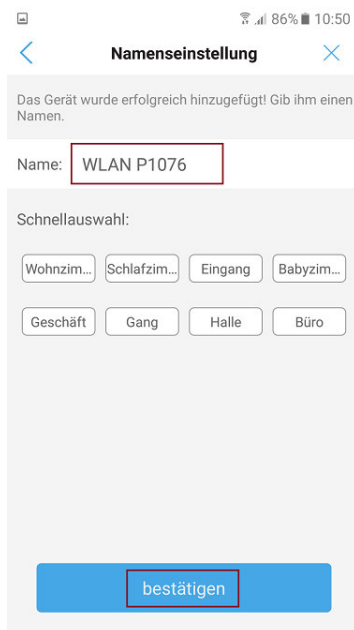 86% 10:50
Namenseinstellung
Das Gerät wurde erfolgreich hinzugefügt! Gib ihm einen
Namen.
Name: WLAN P1076
Schnellauswahl:
Wohnzim... Schlafzim... Eingang Babyzim...
Geschäft Gang Halle Büro
bestätigen